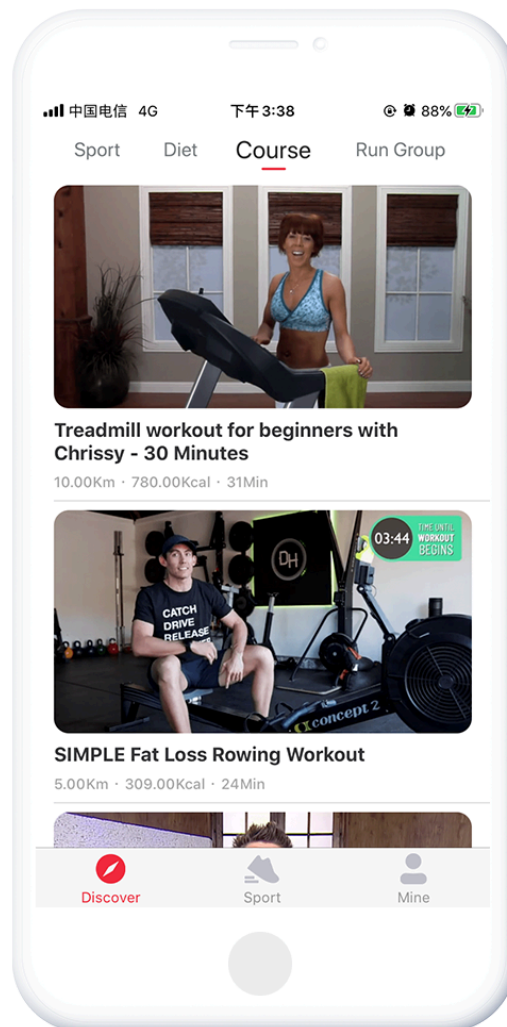 中国电信 4G 下午3:38 88%
Sport Diet Course Run Group
Treadmill workout for beginners with
Chrissy - 30 Minutes
10.00Km · 780.00Kcal · 31Min
DH
03:44
TIME UNTIL
WORKOUT
BEGINS
CATCH
DRIVE
RELEASE
concept 2
SIMPLE Fat Loss Rowing Workout
5.00Km · 309.00Kcal · 24Min
Discover Sport Mine